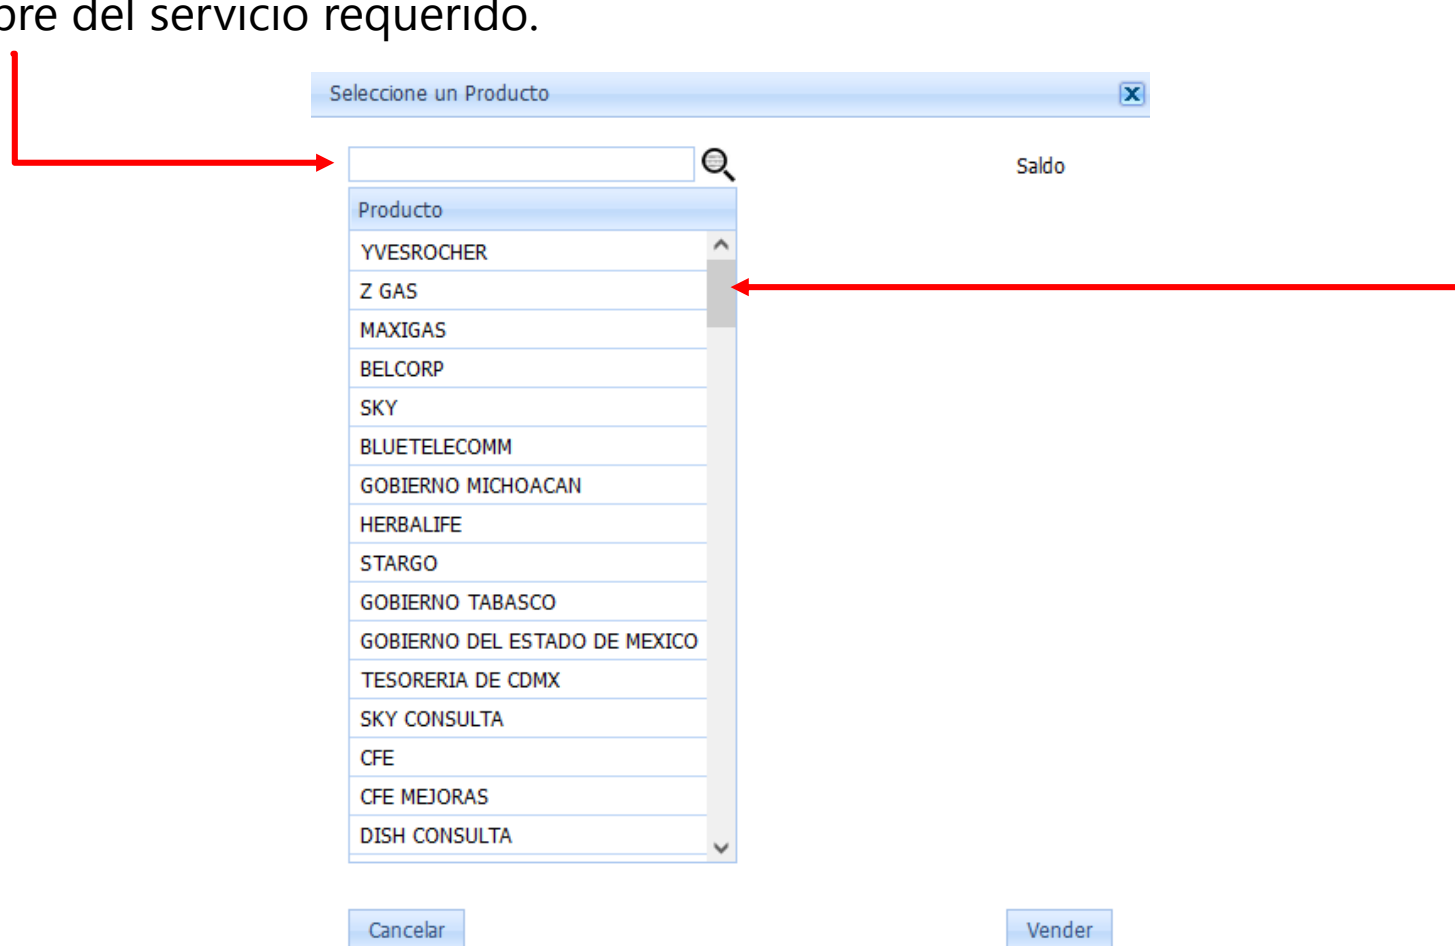 del servicio requerido.
Seleccione un Producto
Saldo
Producto
YVESROCHER
Z GAS
MAXIGAS
BELCORP
SKY
BLUETELECOMM
GOBIERNO MICHOACAN
HERBALIFE
STARGO
GOBIERNO TABASCO
GOBIERNO DEL ESTADO DE MEXICO
TESORERIA DE CDMX
SKY CONSULTA
CFE
CFE MEJORAS
DISH CONSULTA
Cancelar
Vender